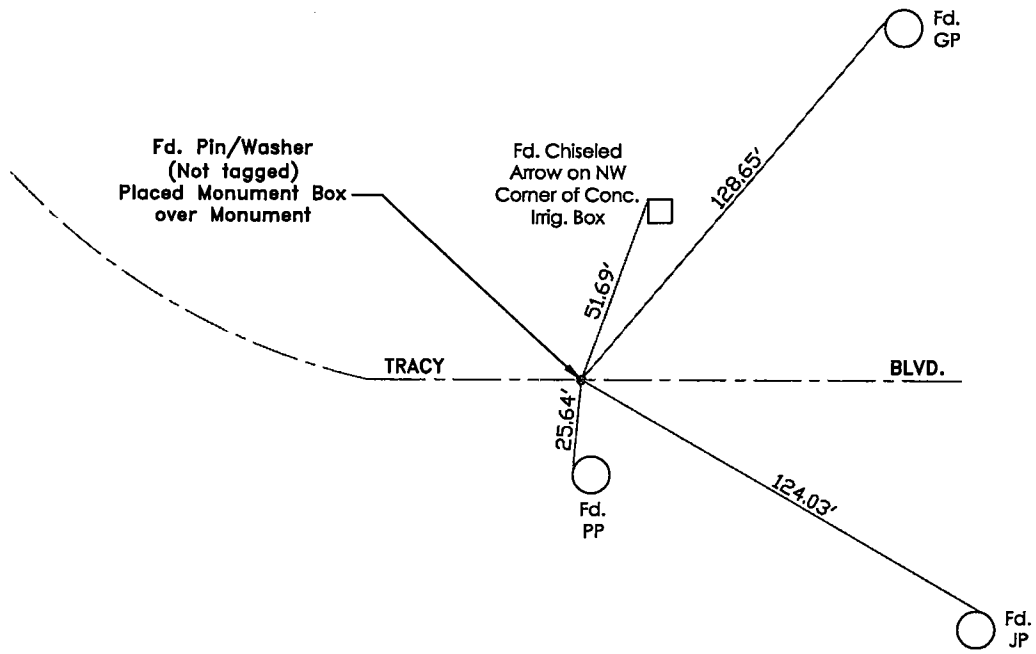 Fd.
GP
Fd. Pin/Washer
(Not tagged)
Placed Monument Box
over Monument
Fd. Chiseled
Arrow on NW
Corner of Conc.
Irrig. Box
128.65'
51.69'
TRACY
BLVD.
25.64'
124.03'
Fd.
PP
Fd.
JP